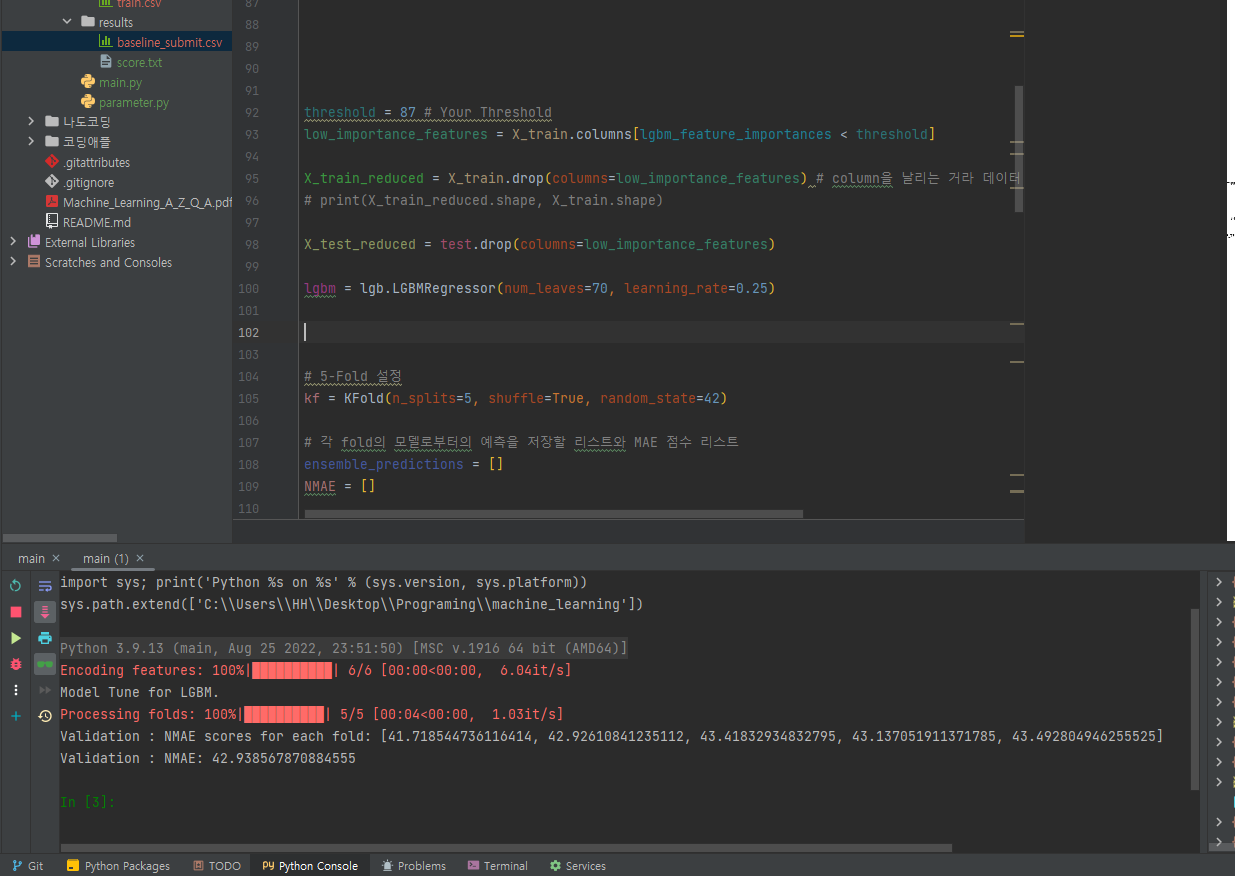 train.csv
results
baseline_submit.csv
score.txt
main.py
parameter.py
나도코딩
코딩애플
.gitattributes
.gitignore
Machine_Learning_A_Z_Q_A.pdf
README.md
External Libraries
Scratches and Consoles
87
88
89
90
91
92 threshold = 87 # Your Threshold
93 low_importance_features = X_train.columns[lgbm_feature_importances < threshold]
94
95 X_train_reduced = X_train.drop(columns=low_importance_features) # column을 날리는 거라 데이터
96 # print(X_train_reduced.shape, X_train.shape)
97
98 X_test_reduced = test.drop(columns=low_importance_features)
99
100 lgbm = lgb.LGBMRegressor(num_leaves=70, learning_rate=0.25)
101
102
103
104 # 5-Fold 설정
105 kf = KFold(n_splits=5, shuffle=True, random_state=42)
106
107 # 각 fold의 모델로부터의 예측을 저장할 리스트와 MAE 점수 리스트
108 ensemble_predictions = []
109 NMAE = []
110
main × main (1) ×
import sys; print('Python %s on %s' % (sys.version, sys.platform))
sys.path.extend(['C:\\Users\\HH\\Desktop\\Programing\\machine_learning'])
Python 3.9.13 (main, Aug 25 2022, 23:51:50) [MSC v.1916 64 bit (AMD64)]
Encoding features: 100%|██████████| 6/6 [00:00<00:00,  6.04it/s]
Model Tune for LGBM.
Processing folds: 100%|██████████| 5/5 [00:04<00:00,  1.03it/s]
Validation : NMAE scores for each fold: [41.718544736116414, 42.92610841235112, 43.41832934832795, 43.137051911371785, 43.492804946255525]
Validation : NMAE: 42.938567870884555
In [3]:
Git Python Packages TODO Python Console Problems Terminal Services